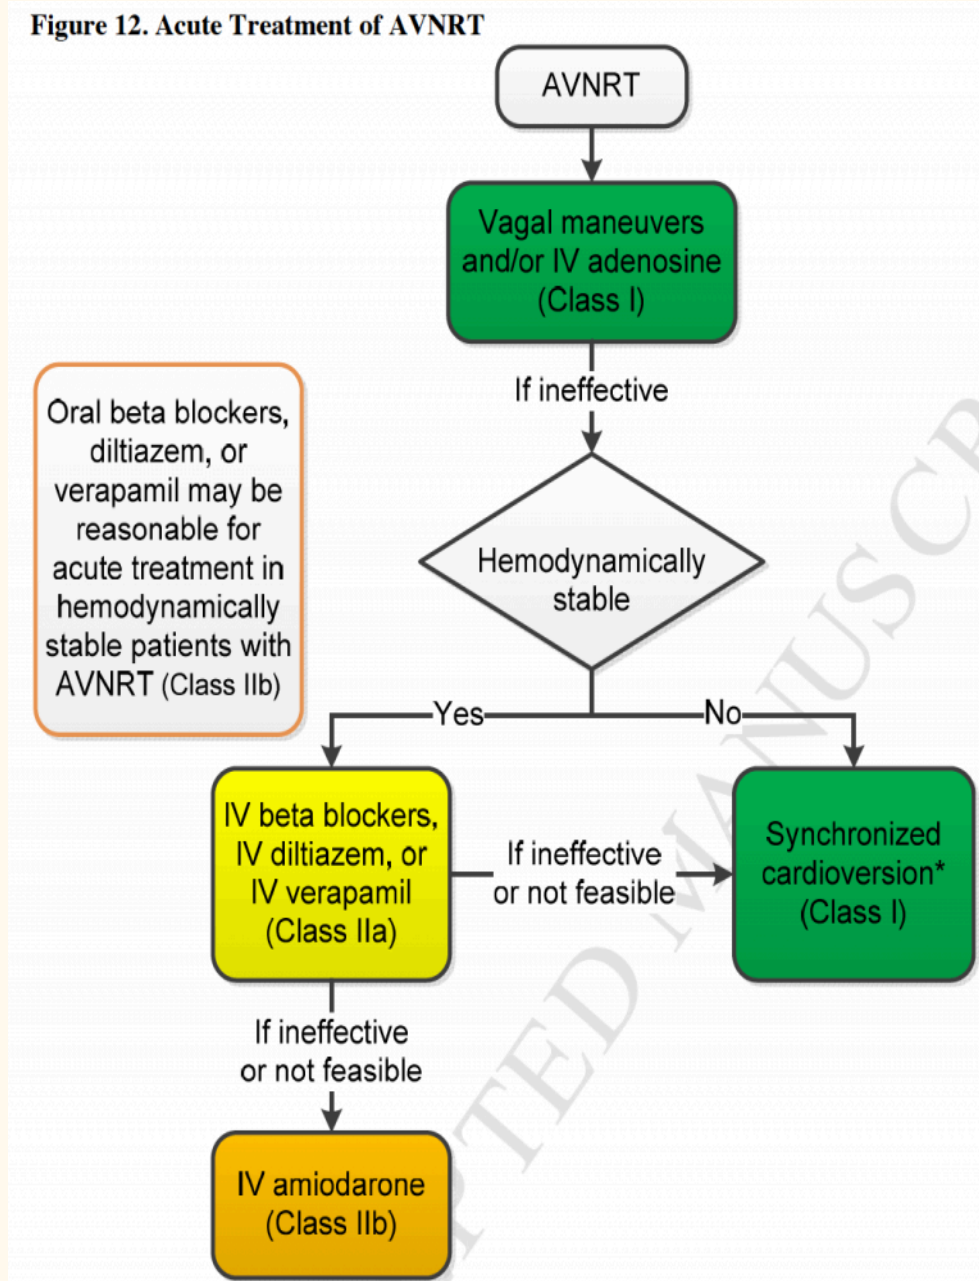 Figure 12. Acute Treatment of AVNRT
AVNRT
Vagal maneuvers
and/or IV adenosine
(Class I)
If ineffective
Oral beta blockers,
diltiazem, or
verapamil may be
reasonable for
acute treatment in
hemodynamically
stable patients with
AVNRT (Class IIb)
Hemodynamically
stable
Yes
No
IV beta blockers,
IV diltiazem, or
IV verapamil
(Class IIa)
If ineffective
or not feasible
Synchronized
cardioversion*
(Class I)
If ineffective
or not feasible
IV amiodarone
(Class IIb)